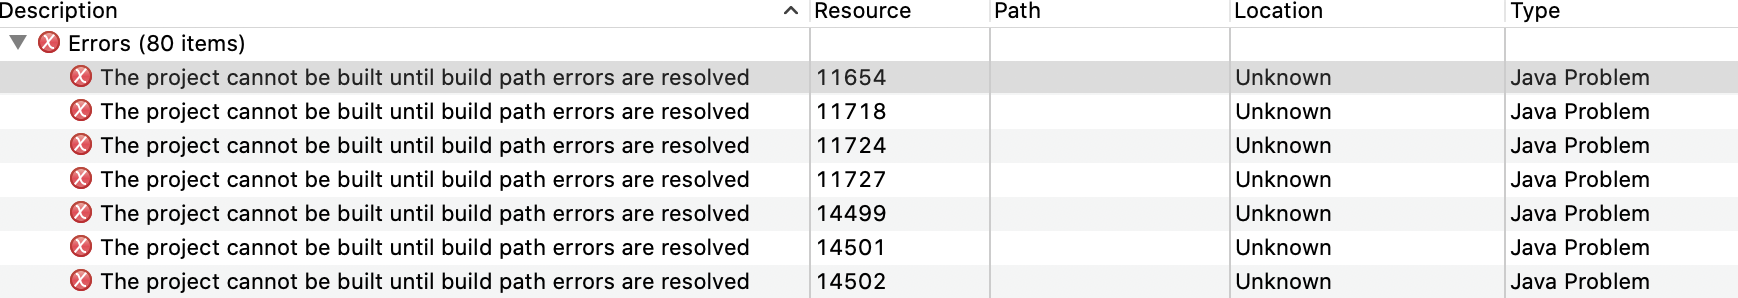 Description Resource Path Location Type
Errors (80 items)
The project cannot be built until build path errors are resolved 11654 Unknown Java Problem
The project cannot be built until build path errors are resolved 11718 Unknown Java Problem
The project cannot be built until build path errors are resolved 11724 Unknown Java Problem
The project cannot be built until build path errors are resolved 11727 Unknown Java Problem
The project cannot be built until build path errors are resolved 14499 Unknown Java Problem
The project cannot be built until build path errors are resolved 14501 Unknown Java Problem
The project cannot be built until build path errors are resolved 14502 Unknown Java Problem